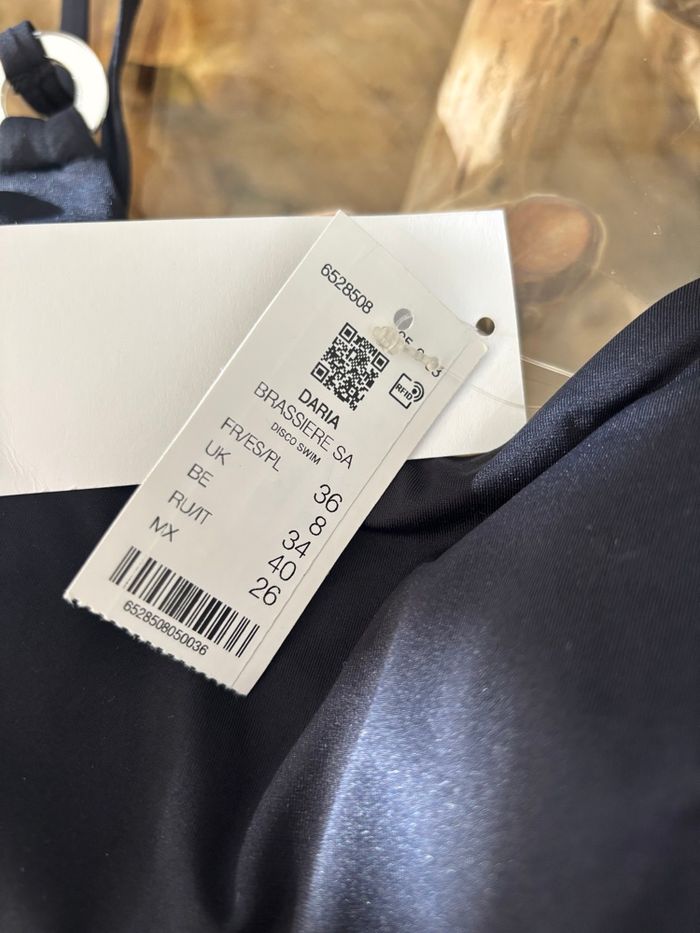 6528508
RFID
DARIA
BRASSIERE SA
DISCO SWIM
FR/ES/PL 36
UK 8
BE 34
RU/IT 40
MX 26
6528508050036